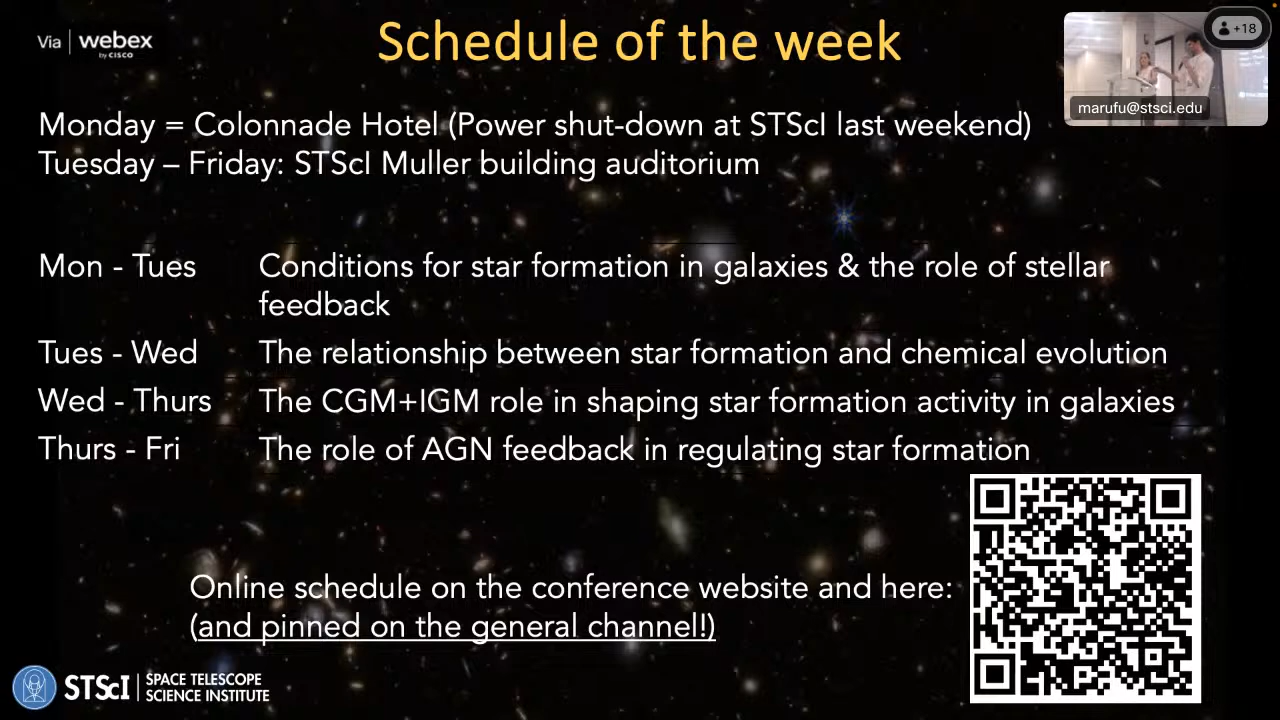 Via webex
by CISCO
Schedule of the week
+18
marufu@stsci.edu
Monday = Colonnade Hotel (Power shut-down at STScI last weekend)
Tuesday – Friday: STScI Muller building auditorium
Mon - Tues Conditions for star formation in galaxies & the role of stellar
feedback
Tues - Wed The relationship between star formation and chemical evolution
Wed - Thurs The CGM+IGM role in shaping star formation activity in galaxies
Thurs - Fri The role of AGN feedback in regulating star formation
Online schedule on the conference website and here:
(and pinned on the general channel!)
STScI SPACE TELESCOPE
SCIENCE INSTITUTE